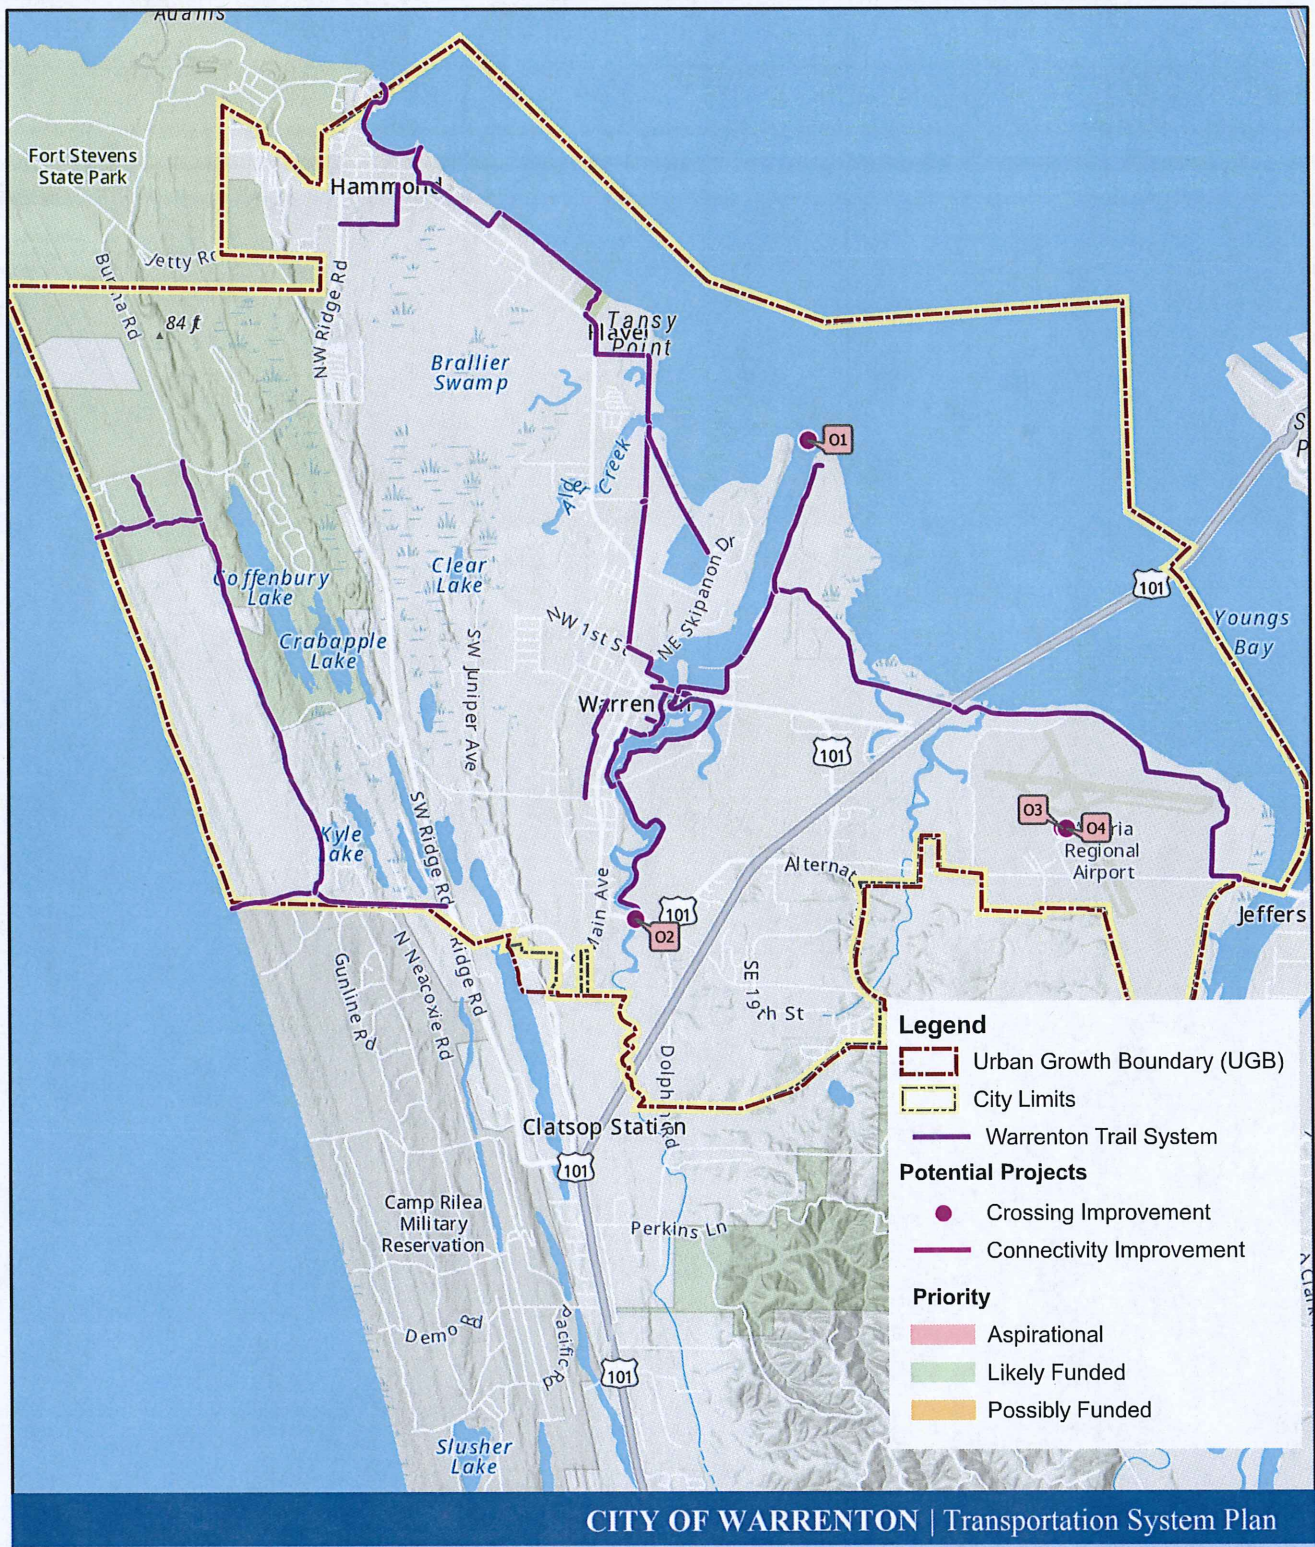 Adams
Fort Stevens
State Park
Hammond
Jetty Rd
Burma Rd
84 ft
NW Ridge Rd
Tansy
Point
Flavel
Brallier
Swamp
O1
Alder
Creek
NE Skipanon Dr
101
Clear
Lake
Coffenbury
Lake
Youngs
Bay
NW 1st St
Crabapple
Lake
SW Juniper Ave
Warren n
101
SW Ridge Rd
O3
O4
ria
Regional
Airport
Kyle
ake
Alternat
Main Ave
101
O2
Jeffers
Ridge Rd
N Neacoxie Rd
Gunline Rd
SE 19th St
Dolph n Rd
Clatsop Station
101
Camp Rilea
Military
Reservation
Perkins Ln
Demo Rd
Pacific Rd
101
Slusher
Lake
Legend
Urban Growth Boundary (UGB)
City Limits
Warrenton Trail System
Potential Projects
Crossing Improvement
Connectivity Improvement
Priority
Aspirational
Likely Funded
Possibly Funded
CITY OF WARRENTON | Transportation System Plan